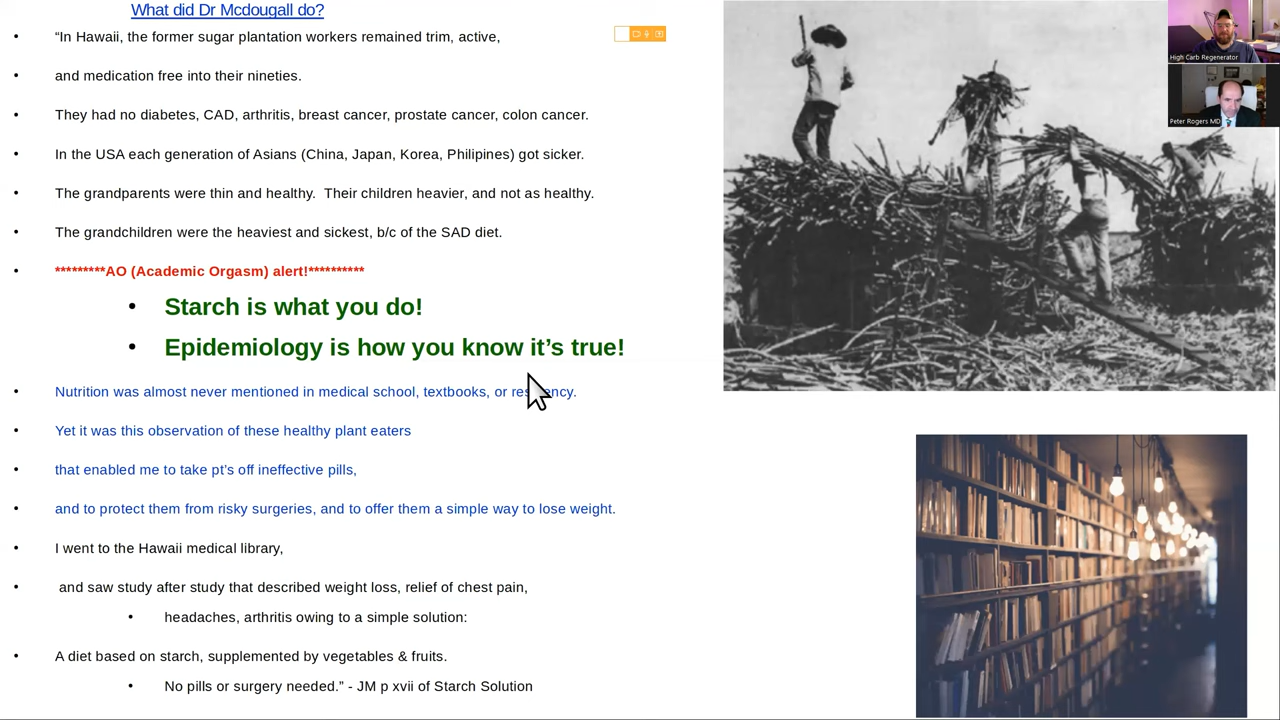 What did Dr Mcdougall do?
“In Hawaii, the former sugar plantation workers remained trim, active,
and medication free into their nineties.
They had no diabetes, CAD, arthritis, breast cancer, prostate cancer, colon cancer.
In the USA each generation of Asians (China, Japan, Korea, Philipines) got sicker.
The grandparents were thin and healthy.  Their children heavier, and not as healthy.
The grandchildren were the heaviest and sickest, b/c of the SAD diet.
*********AO (Academic Orgasm) alert!**********
Starch is what you do!
Epidemiology is how you know it’s true!
Nutrition was almost never mentioned in medical school, textbooks, or residency.
Yet it was this observation of these healthy plant eaters
that enabled me to take pt’s off ineffective pills,
and to protect them from risky surgeries, and to offer them a simple way to lose weight.
I went to the Hawaii medical library,
and saw study after study that described weight loss, relief of chest pain,
headaches, arthritis owing to a simple solution:
A diet based on starch, supplemented by vegetables & fruits.
No pills or surgery needed.” - JM p xvii of Starch Solution
High Carb Regenerator
Peter Rogers MD